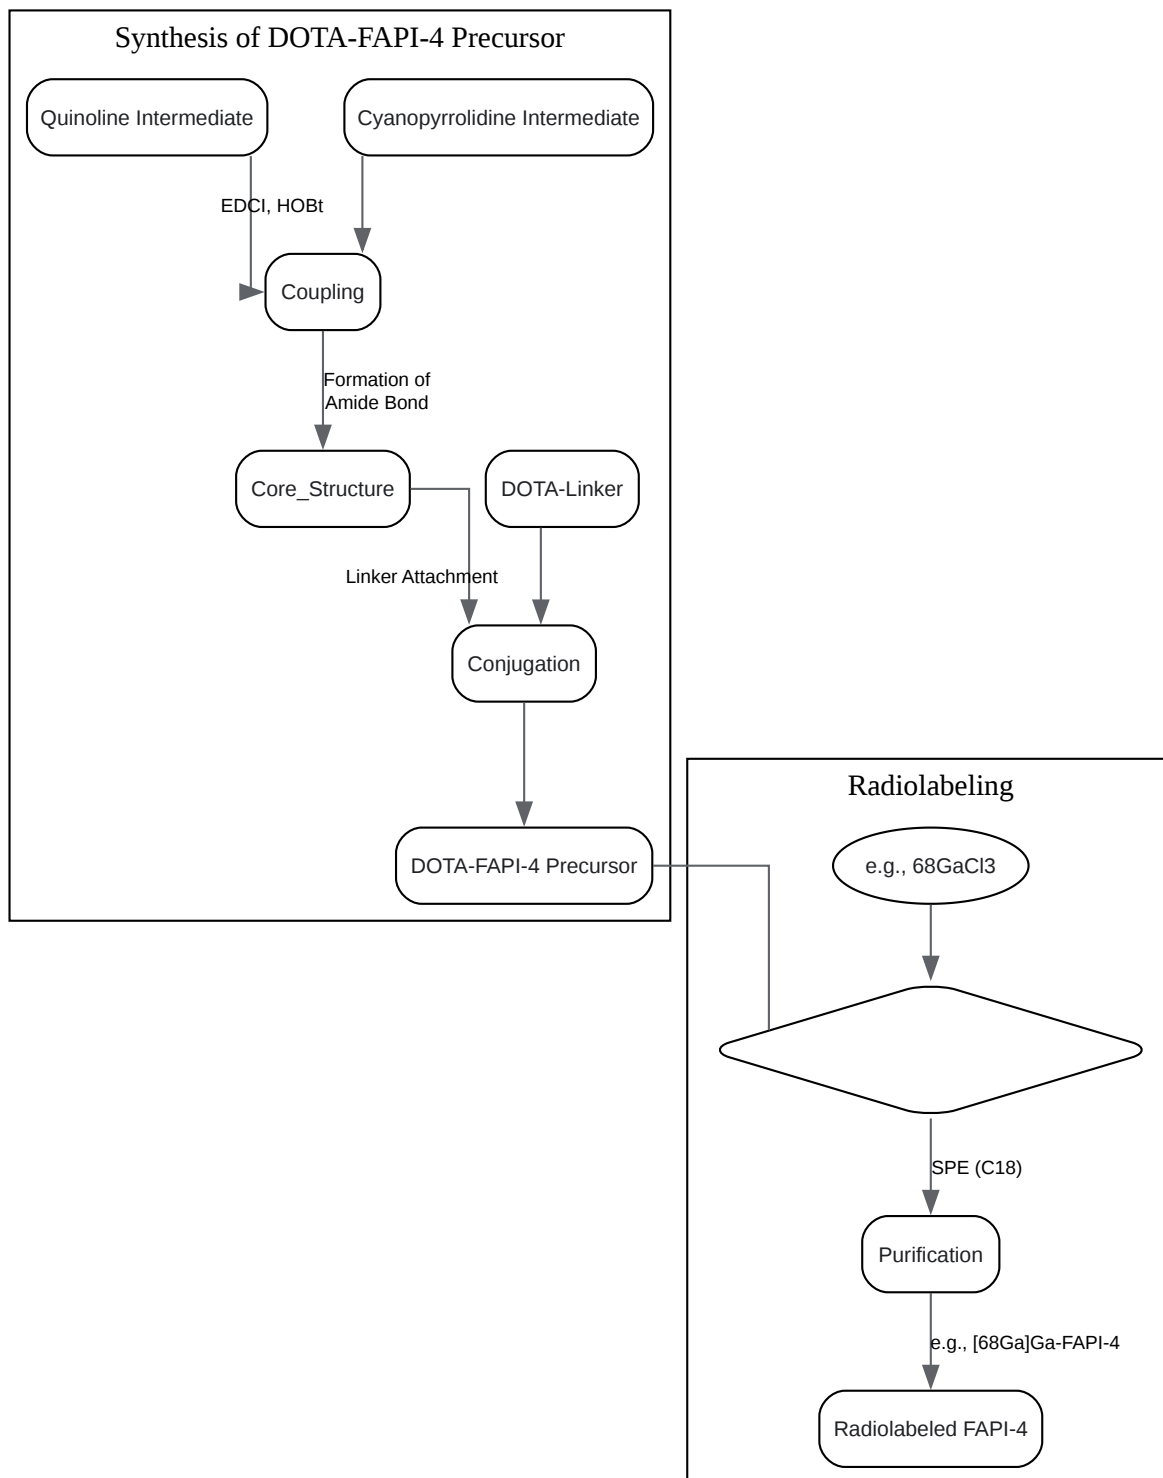 Synthesis of DOTA-FAPI-4 Precursor
Quinoline Intermediate
Cyanopyrrolidine Intermediate
EDCI, HOBt
Coupling
Formation of
Amide Bond
Core_Structure
DOTA-Linker
Linker Attachment
Conjugation
DOTA-FAPI-4 Precursor
Radiolabeling
e.g., 68GaCl3
SPE (C18)
Purification
e.g., [68Ga]Ga-FAPI-4
Radiolabeled FAPI-4